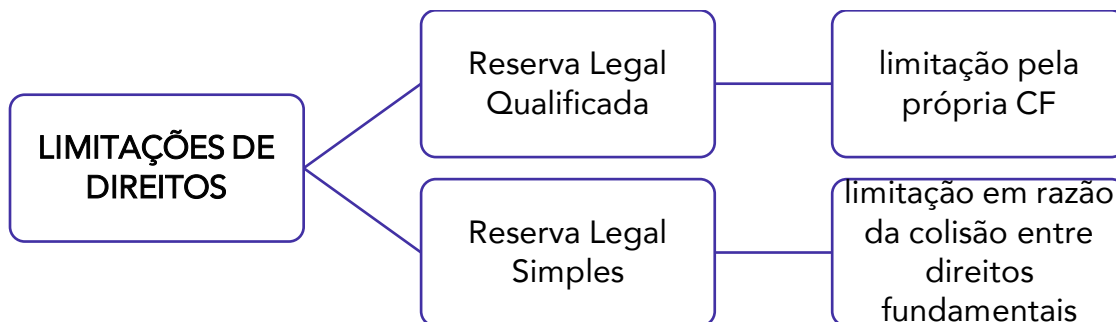 LIMITAÇÕES DE
DIREITOS
Reserva Legal
Qualificada
limitação pela
própria CF
Reserva Legal
Simples
limitação em razão
da colisão entre
direitos
fundamentais